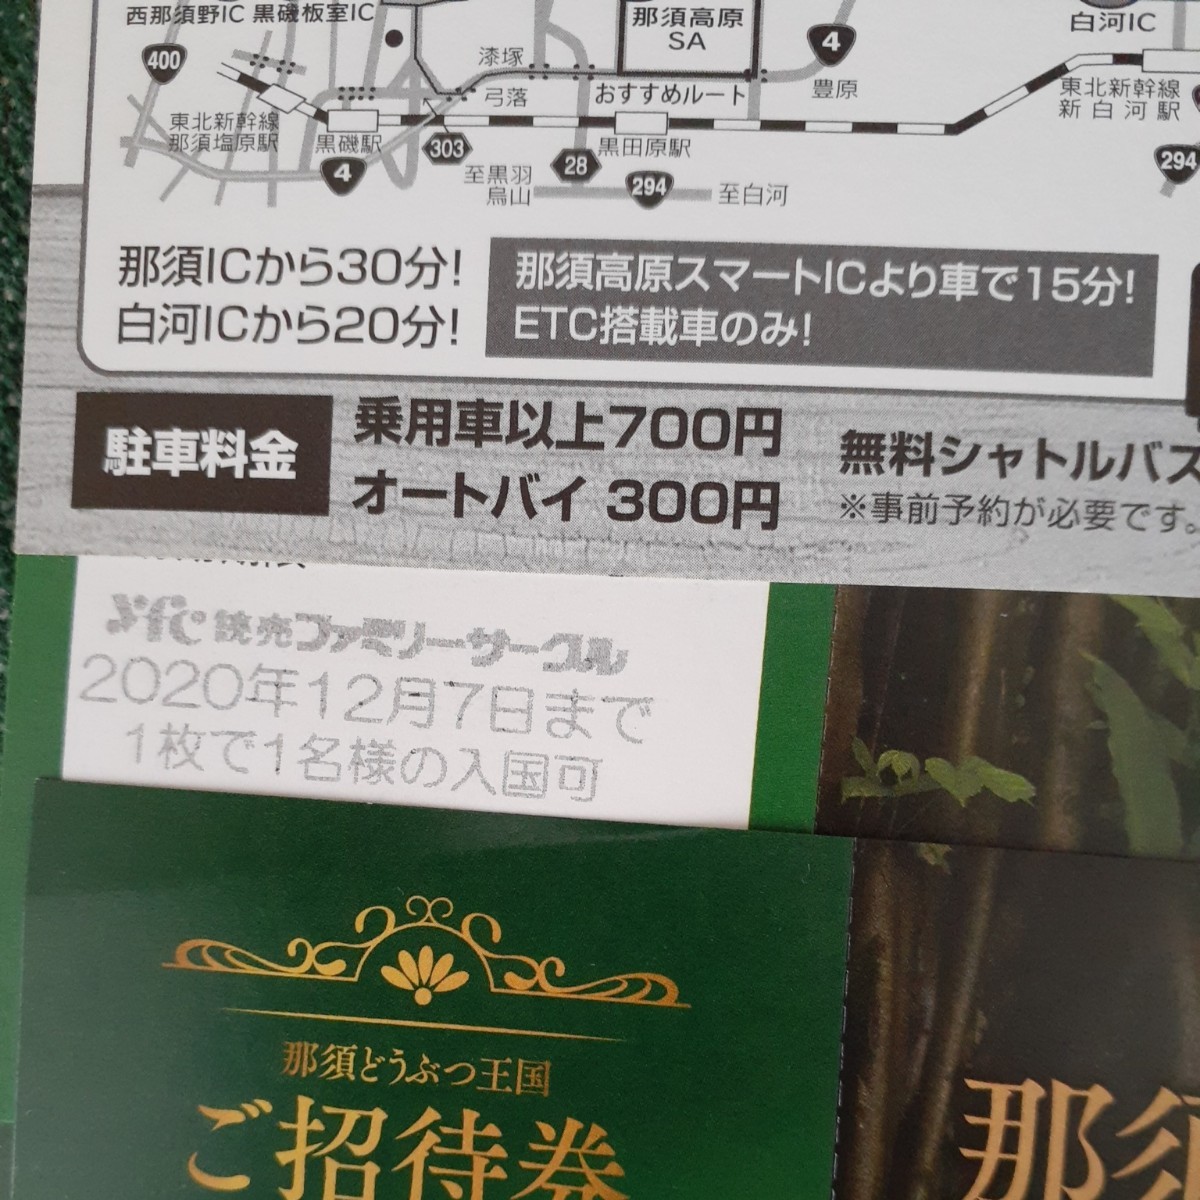 西那須野IC 黒磯板室IC
那須高原
SA
白河IC
400
4
漆塚
弓落
おすすめルート
豊原
東北新幹線
新白河駅
東北新幹線
那須塩原駅
黒磯駅
303
黒田原駅
28
294
4
至黒羽
烏山
294
至白河
那須ICから30分!
白河ICから20分!
那須高原スマートICより車で15分!
ETC搭載車のみ!
駐車料金
乗用車以上700円
オートバイ 300円
無料シャトルバス
※事前予約が必要です。
yfc 読売ファミリーサークル
2020年12月7日まで
1枚で1名様の入国可
那須どうぶつ王国
ご招待券
那須